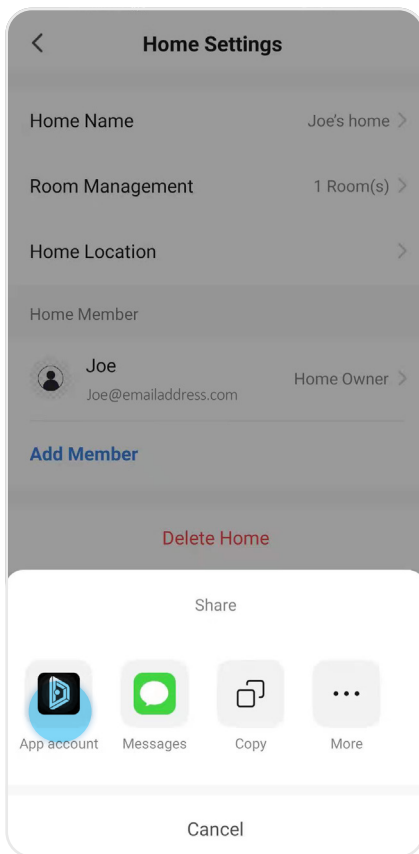 Home Settings
Home Name Joe's home
Room Management 1 Room(s)
Home Location
Home Member
Joe
Joe@emailaddress.com
Home Owner
Add Member
Delete Home
Share
App account Messages Copy More
Cancel